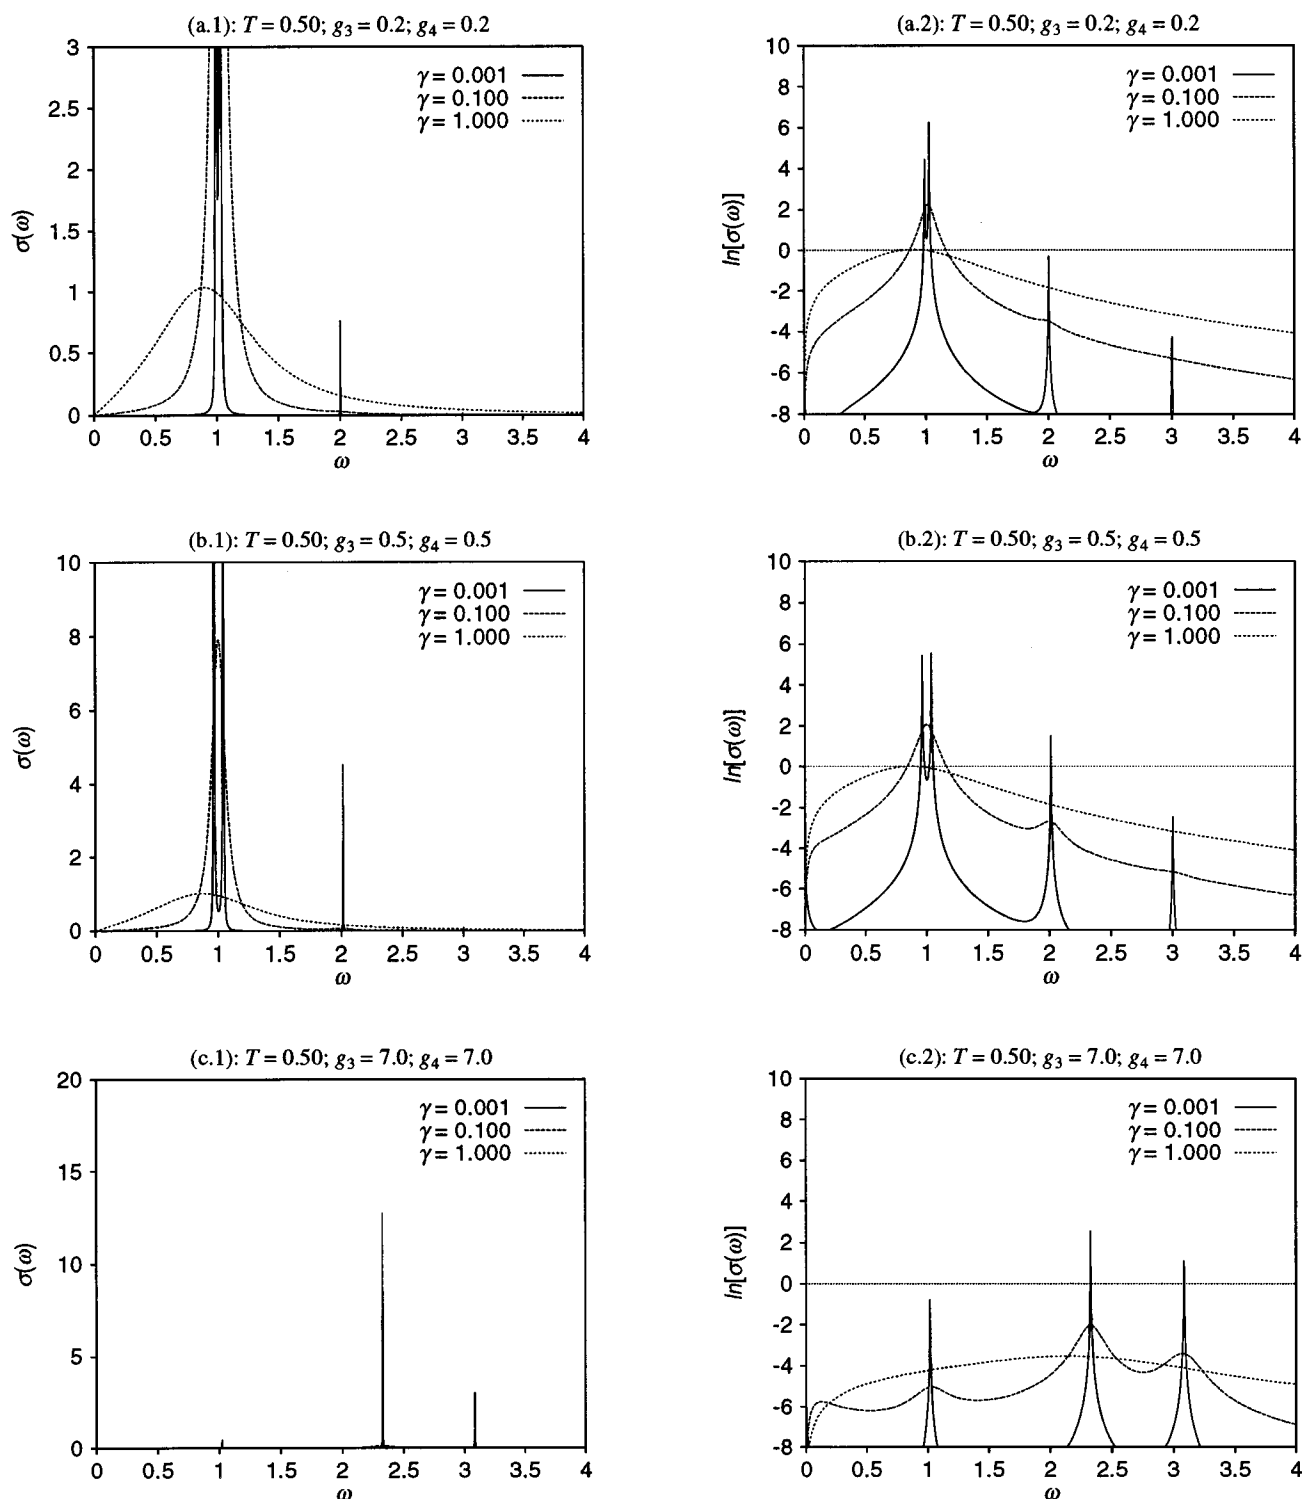 (a.1): T = 0.50; g₃ = 0.2; g₄ = 0.2
3
2.5
2
1.5
1
0.5
0
σ(ω)
γ = 0.001
γ = 0.100
γ = 1.000
0 0.5 1 1.5 2 2.5 3 3.5 4
ω
(a.2): T = 0.50; g₃ = 0.2; g₄ = 0.2
10
8
6
4
2
0
-2
-4
-6
-8
ln[σ(ω)]
γ = 0.001
γ = 0.100
γ = 1.000
0 0.5 1 1.5 2 2.5 3 3.5 4
ω
(b.1): T = 0.50; g₃ = 0.5; g₄ = 0.5
10
8
6
4
2
0
σ(ω)
γ = 0.001
γ = 0.100
γ = 1.000
0 0.5 1 1.5 2 2.5 3 3.5 4
ω
(b.2): T = 0.50; g₃ = 0.5; g₄ = 0.5
10
8
6
4
2
0
-2
-4
-6
-8
ln[σ(ω)]
γ = 0.001
γ = 0.100
γ = 1.000
0 0.5 1 1.5 2 2.5 3 3.5 4
ω
(c.1): T = 0.50; g₃ = 7.0; g₄ = 7.0
20
15
10
5
0
σ(ω)
γ = 0.001
γ = 0.100
γ = 1.000
0 0.5 1 1.5 2 2.5 3 3.5 4
ω
(c.2): T = 0.50; g₃ = 7.0; g₄ = 7.0
10
8
6
4
2
0
-2
-4
-6
-8
ln[σ(ω)]
γ = 0.001
γ = 0.100
γ = 1.000
0 0.5 1 1.5 2 2.5 3 3.5 4
ω